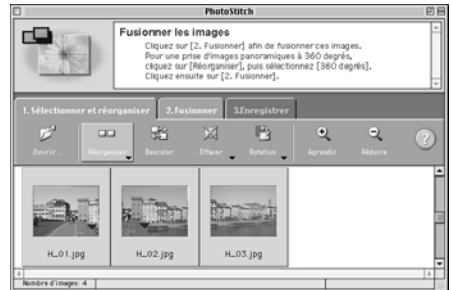 PhotoStitch
Fusionner les images
Cliquez sur [2. Fusionner] afin de fusionner ces images.
Pour une prise d'images panoramiques à 360 degrés,
cliquez sur [Réorganiser], puis sélectionnez [360 degrés].
Cliquez ensuite sur [2. Fusionner].
1. Sélectionner et réorganiser 2. Fusionner 3.Enregistrer
Ouvrir... Réorganiser Basculer Effacer Rotation Agrandir Réduire ?
H_01.jpg H_02.jpg H_03.jpg
Nombre d'images: 4